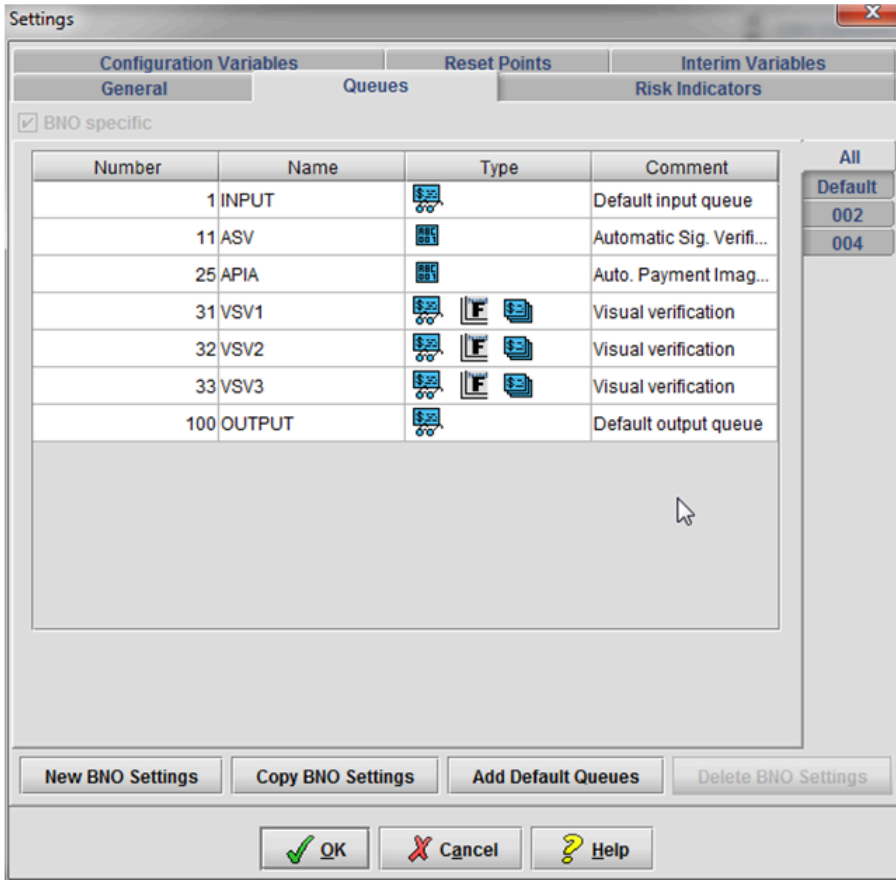 Settings
Configuration Variables Reset Points Interim Variables
General Queues Risk Indicators
BNO specific
All
Default
002
004
Number Name Type Comment
1 INPUT Default input queue
11 ASV Automatic Sig. Verifi...
25 APIA Auto. Payment Imag...
31 VSV1 Visual verification
32 VSV2 Visual verification
33 VSV3 Visual verification
100 OUTPUT Default output queue
New BNO Settings Copy BNO Settings Add Default Queues Delete BNO Settings
OK Cancel Help